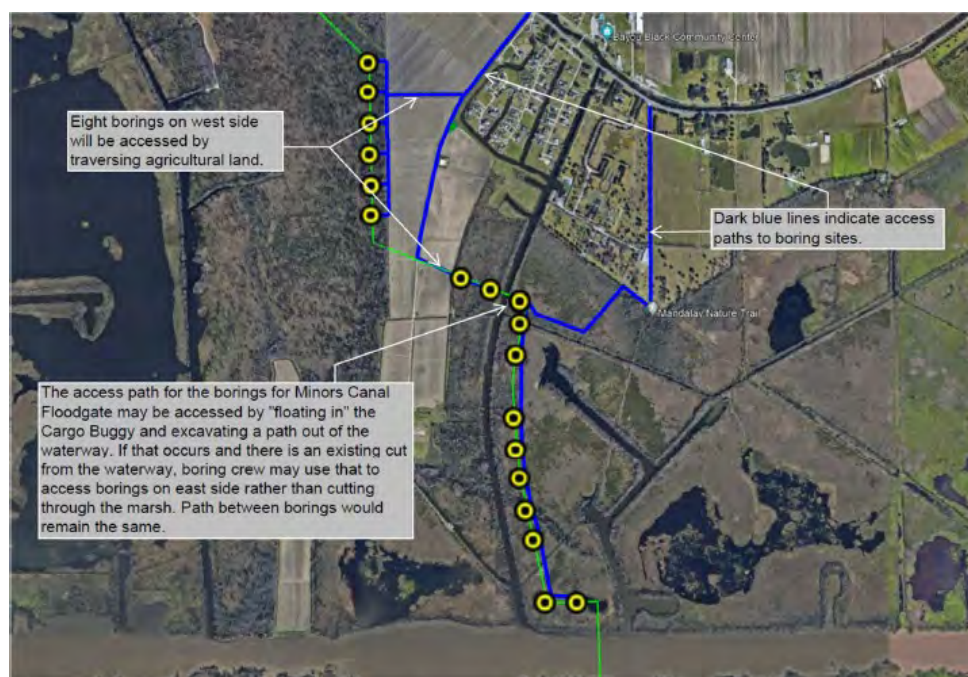 Bayou Black Community Center
Eight borings on west side
will be accessed by
traversing agricultural land.
Dark blue lines indicate access
paths to boring sites.
Mandalay Nature Trail
The access path for the borings for Minors Canal
Floodgate may be accessed by "floating in" the
Cargo Buggy and excavating a path out of the
waterway. If that occurs and there is an existing cut
from the waterway, boring crew may use that to
access borings on east side rather than cutting
through the marsh. Path between borings would
remain the same.